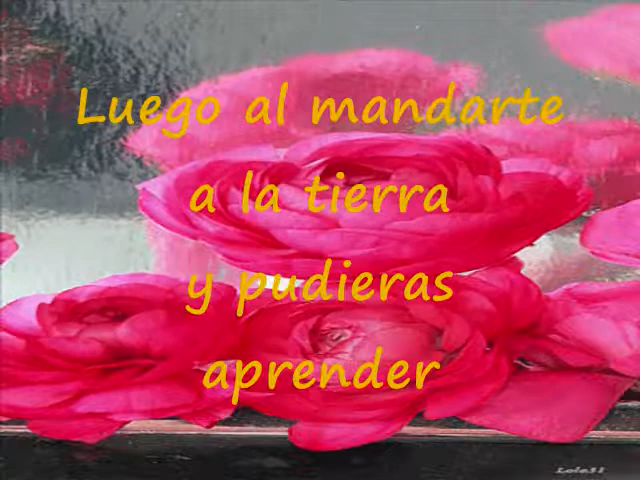 Luego al mandarte
a la tierra
y pudieras
aprender
Lola51